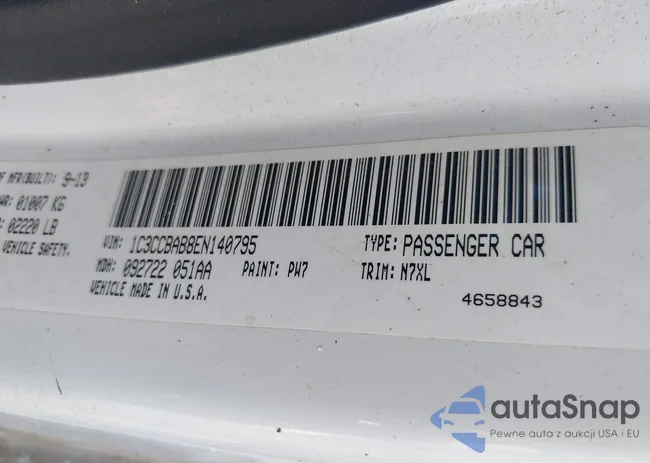 OF MFR(BUILT): 9-13
01007 KG
02220 LB
VEHICLE SAFETY.
VIN: 1C3CCBAB8EN140795 TYPE: PASSENGER CAR
MDH: 092722 051AA PAINT: PW7 TRIM: N7XL
VEHICLE MADE IN U.S.A. 4658843
autaSnap
Pewne auta z aukcji USA i EU